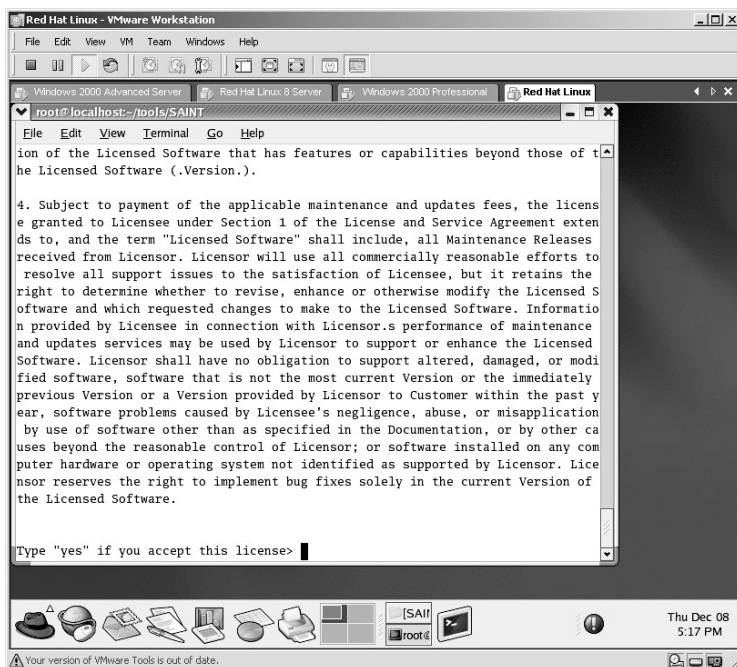 Red Hat Linux - VMware Workstation
File Edit View VM Team Windows Help
Windows 2000 Advanced Server Red Hat Linux 8 Server Windows 2000 Professional Red Hat Linux
root@localhost:~/tools/SAINT
File Edit View Terminal Go Help
ion of the Licensed Software that has features or capabilities beyond those of t
he Licensed Software (.Version.).
4. Subject to payment of the applicable maintenance and updates fees, the licens
e granted to Licensee under Section 1 of the License and Service Agreement exten
ds to, and the term "Licensed Software" shall include, all Maintenance Releases
received from Licensor. Licensor will use all commercially reasonable efforts to
resolve all support issues to the satisfaction of Licensee, but it retains the
right to determine whether to revise, enhance or otherwise modify the Licensed S
oftware and which requested changes to make to the Licensed Software. Informatio
n provided by Licensee in connection with Licensor.s performance of maintenance
and updates services may be used by Licensor to support or enhance the Licensed
Software. Licensor shall have no obligation to support altered, damaged, or modi
fied software, software that is not the most current Version or the immediately
previous Version or a Version provided by Licensor to Customer within the past y
ear, software problems caused by Licensee's negligence, abuse, or misapplication
by use of software other than as specified in the Documentation, or by other ca
uses beyond the reasonable control of Licensor; or software installed on any com
puter hardware or operating system not identified as supported by Licensor. Lice
nsor reserves the right to implement bug fixes solely in the current Version of
the Licensed Software.
Type "yes" if you accept this license>
[SAI
root@
Thu Dec 08
5:17 PM
Your version of VMware Tools is out of date.